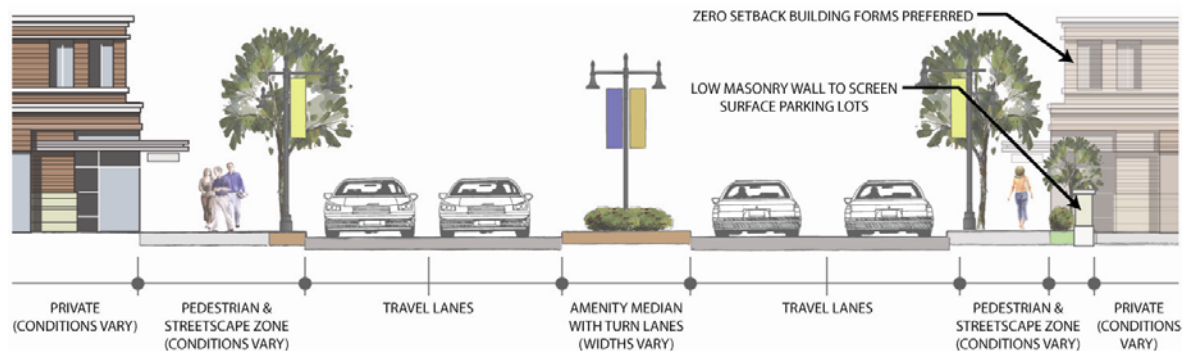 ZERO SETBACK BUILDING FORMS PREFERRED
LOW MASONRY WALL TO SCREEN
SURFACE PARKING LOTS
PRIVATE
(CONDITIONS VARY)
PEDESTRIAN &
STREETSCAPE ZONE
(CONDITIONS VARY)
TRAVEL LANES
AMENITY MEDIAN
WITH TURN LANES
(WIDTHS VARY)
TRAVEL LANES
PEDESTRIAN &
STREETSCAPE ZONE
(CONDITIONS VARY)
PRIVATE
(CONDITIONS
VARY)